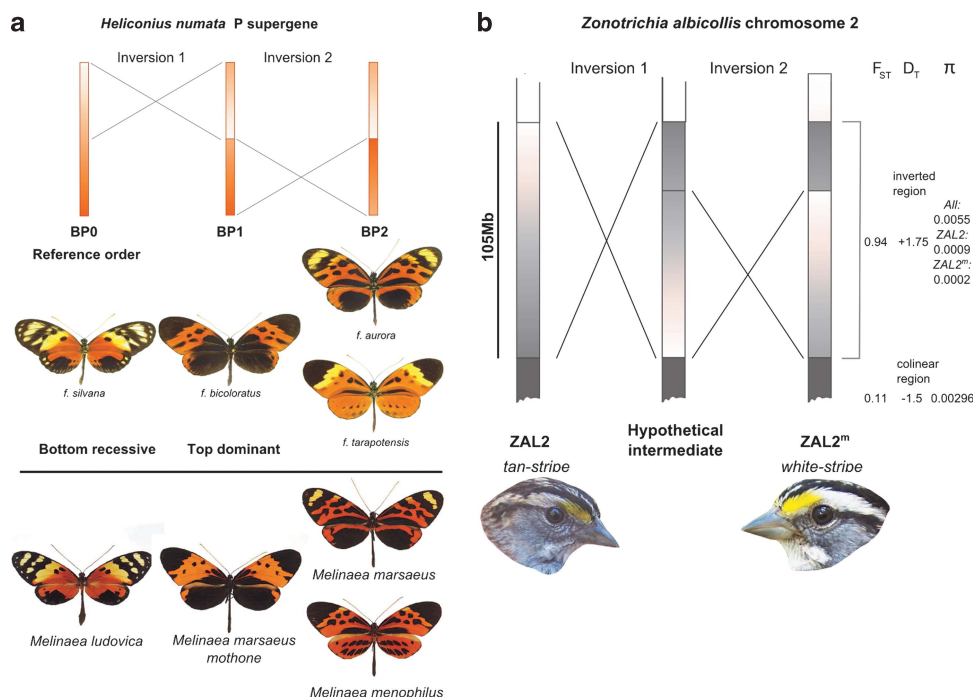 a
Heliconius numata P supergene
Inversion 1
Inversion 2
BP0
BP1
BP2
Reference order
f. aurora
f. silvana
f. bicoloratus
f. tarapotensis
Bottom recessive
Top dominant
Melinaea marsaeus
Melinaea ludovica
Melinaea marsaeus
mothone
Melinaea menophilus
b
Zonotrichia albicollis chromosome 2
Inversion 1
Inversion 2
FST DT π
105Mb
inverted
region
All:
0.0055
ZAL2:
0.94 +1.75 0.0009
ZAL2ᵐ:
0.0002
colinear
region
0.11 -1.5 0.00296
ZAL2
tan-stripe
Hypothetical
intermediate
ZAL2ᵐ
white-stripe